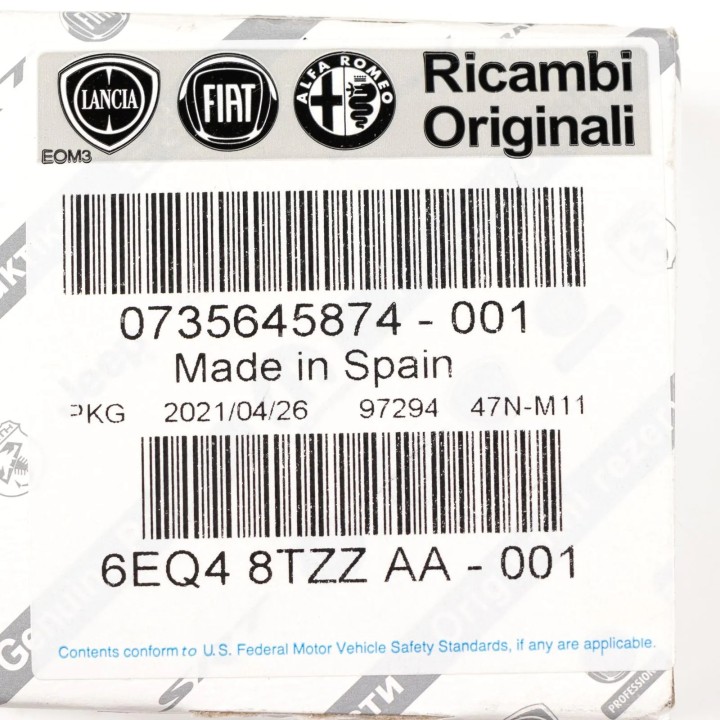 LANCIA
FIAT
ALFA ROMEO
Ricambi
Originali
EOM3
0735645874 - 001
Made in Spain
PKG 2021/04/26 97294 47N-M11
6EQ4 8TZZ AA - 001
Contents conform to U.S. Federal Motor Vehicle Safety Standards, if any are applicable.
PROFESSION